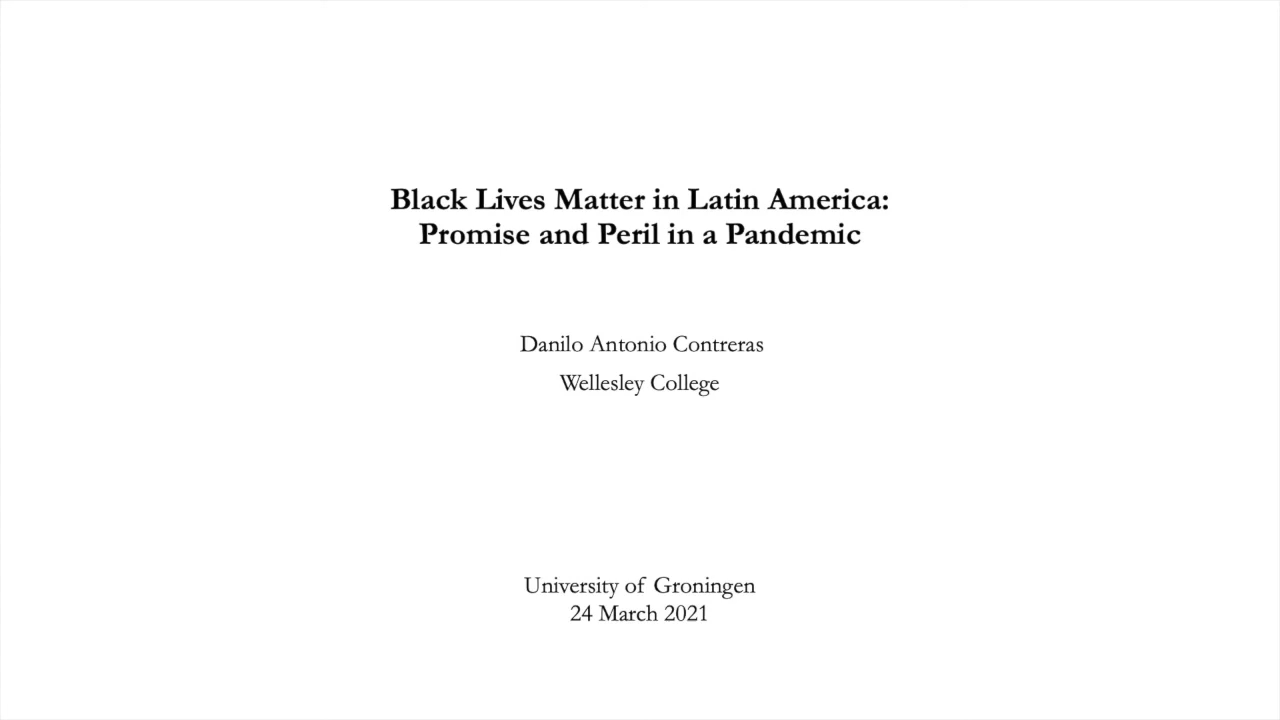 Black Lives Matter in Latin America:
Promise and Peril in a Pandemic
Danilo Antonio Contreras
Wellesley College
University of Groningen
24 March 2021